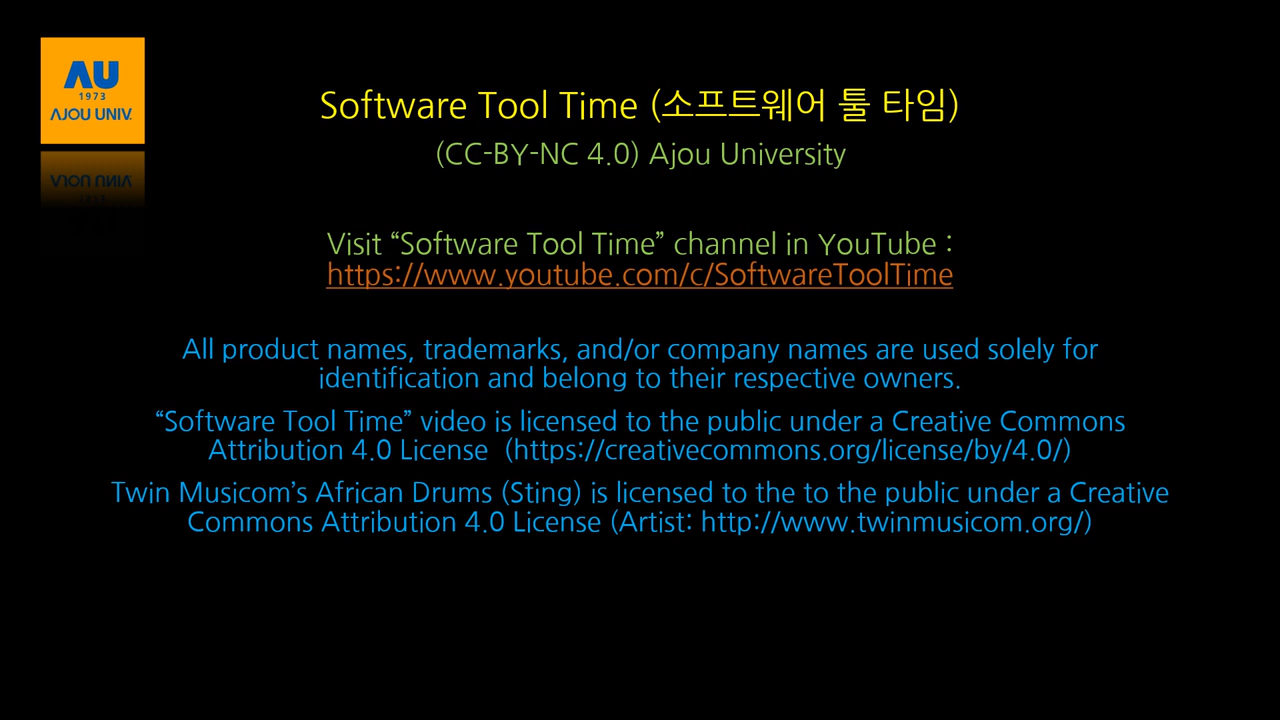 AU
1973
AJOU UNIV.
Software Tool Time (소프트웨어 툴 타임)
(CC-BY-NC 4.0) Ajou University
Visit “Software Tool Time” channel in YouTube :
https://www.youtube.com/c/SoftwareToolTime
All product names, trademarks, and/or company names are used solely for
identification and belong to their respective owners.
“Software Tool Time” video is licensed to the public under a Creative Commons
Attribution 4.0 License (https://creativecommons.org/license/by/4.0/)
Twin Musicom’s African Drums (Sting) is licensed to the to the public under a Creative
Commons Attribution 4.0 License (Artist: http://www.twinmusicom.org/)